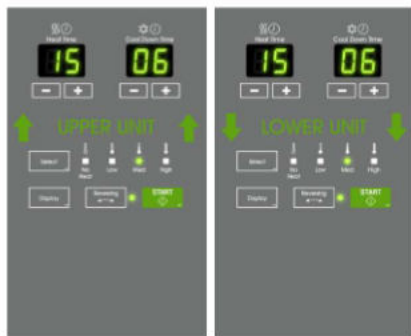 Heat Time
Cool Down Time
15
06
UPPER UNIT
Select
No Heat
Low
Med
High
Display
Reversing
START
Heat Time
Cool Down Time
15
06
LOWER UNIT
Select
No Heat
Low
Med
High
Display
Reversing
START